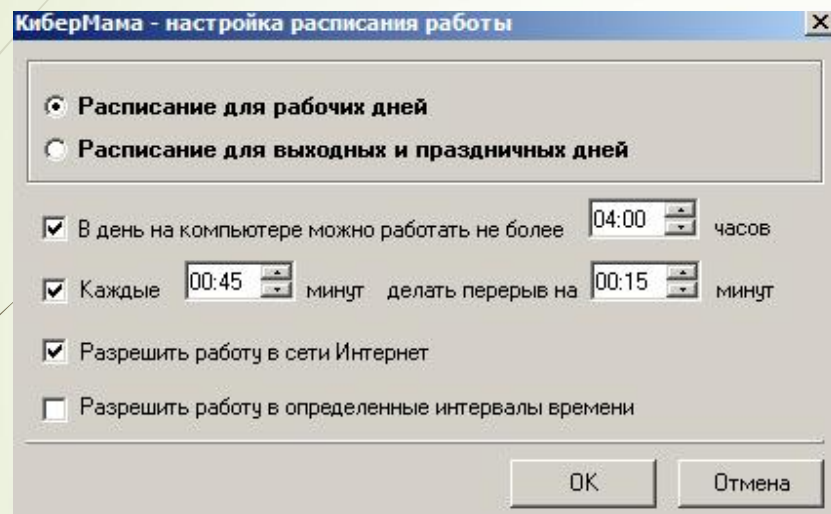 КиберМама - настройка расписания работы
Расписание для рабочих дней
Расписание для выходных и праздничных дней
В день на компьютере можно работать не более 04:00 часов
Каждые 00:45 минут делать перерыв на 00:15 минут
Разрешить работу в сети Интернет
Разрешить работу в определенные интервалы времени
OK Отмена